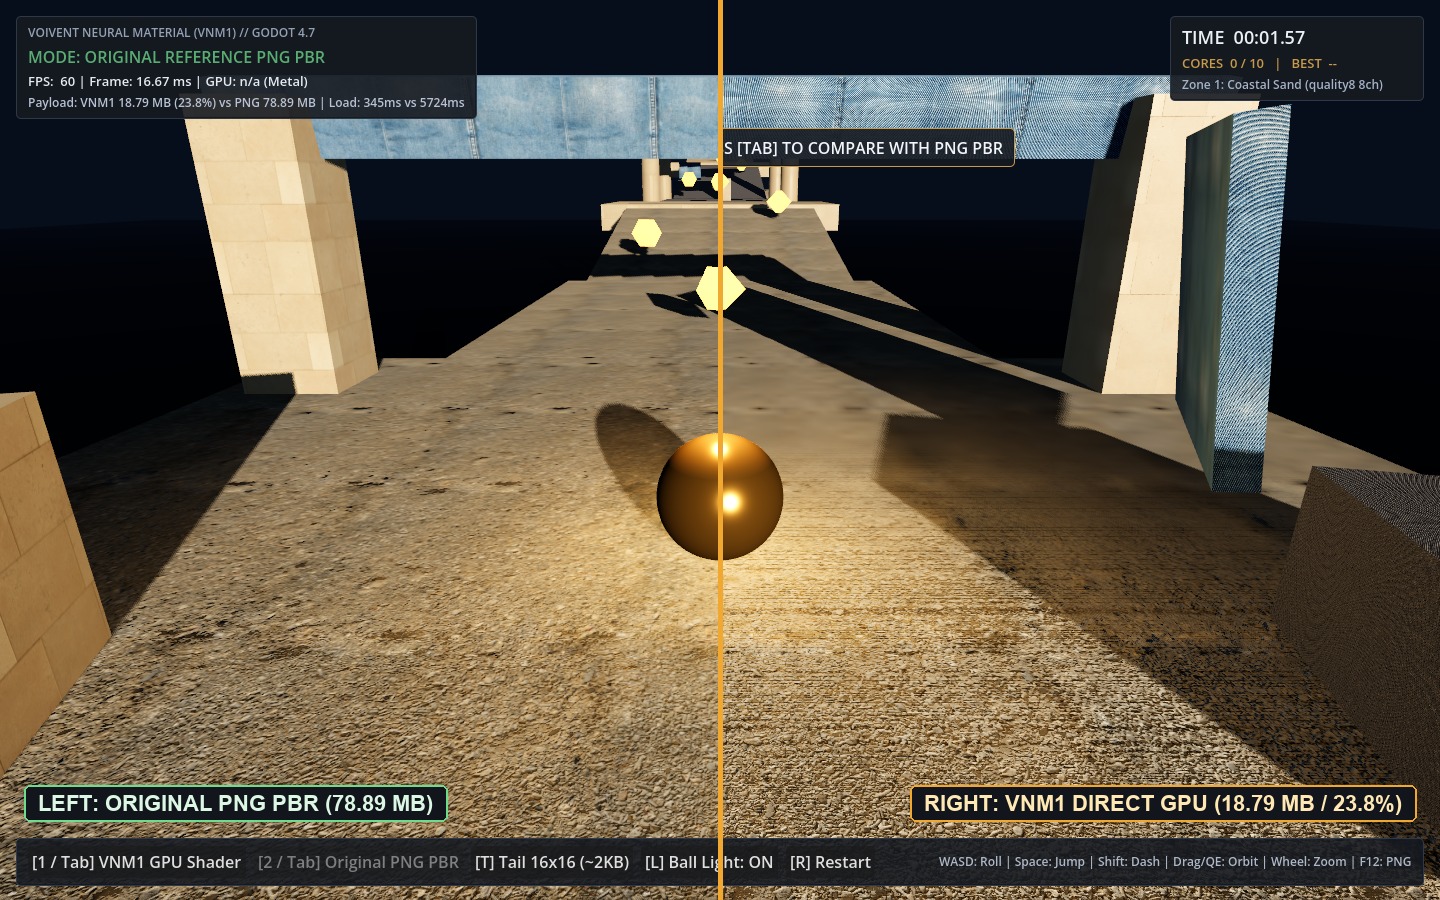 VOIVENT NEURAL MATERIAL (VNM1) // GODOT 4.7
MODE: ORIGINAL REFERENCE PNG PBR
FPS: 60 | Frame: 16.67 ms | GPU: n/a (Metal)
Payload: VNM1 18.79 MB (23.8%) vs PNG 78.89 MB | Load: 345ms vs 5724ms
TIME 00:01.57
CORES 0 / 10 | BEST --
Zone 1: Coastal Sand (quality8 8ch)
S [TAB] TO COMPARE WITH PNG PBR
LEFT: ORIGINAL PNG PBR (78.89 MB)
RIGHT: VNM1 DIRECT GPU (18.79 MB / 23.8%)
[1 / Tab] VNM1 GPU Shader [2 / Tab] Original PNG PBR [T] Tail 16x16 (~2KB) [L] Ball Light: ON [R] Restart
WASD: Roll | Space: Jump | Shift: Dash | Drag/QE: Orbit | Wheel: Zoom | F12: PNG